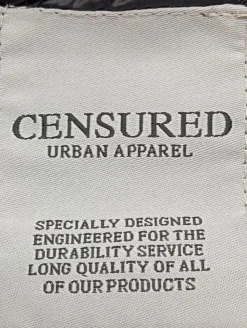 CENSURED
URBAN APPAREL
SPECIALLY DESIGNED
ENGINEERED FOR THE
DURABILITY SERVICE
LONG QUALITY OF ALL
OF OUR PRODUCTS